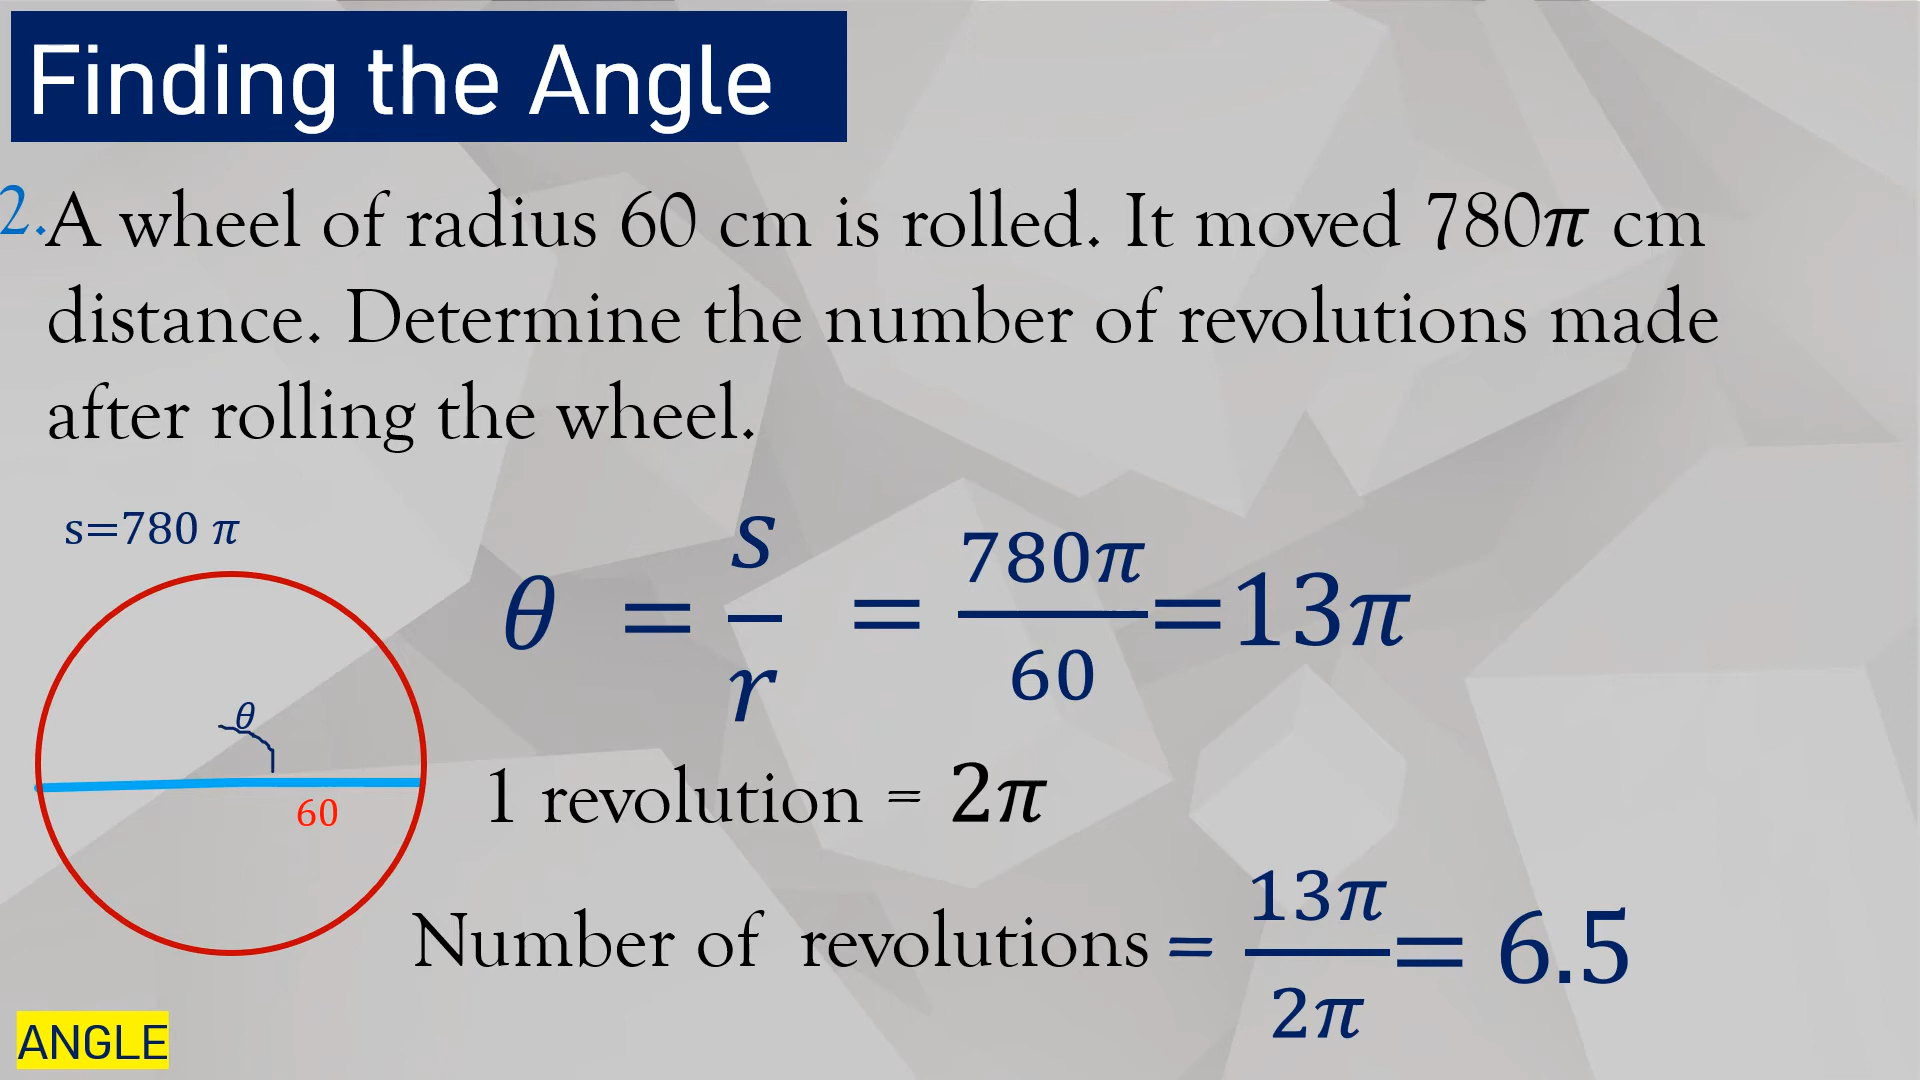 Finding the Angle
2. A wheel of radius 60 cm is rolled. It moved 780π cm
distance. Determine the number of revolutions made
after rolling the wheel.
s=780 π
θ = s/r = 780π/60 =13π
θ
60
1 revolution = 2π
Number of revolutions = 13π/2π = 6.5
ANGLE